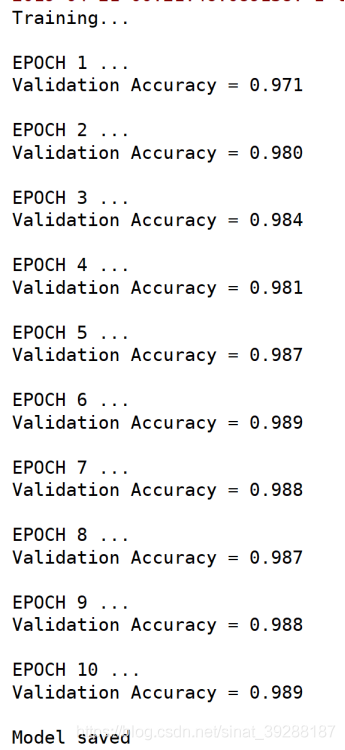 Training...
EPOCH 1 ...
Validation Accuracy = 0.971
EPOCH 2 ...
Validation Accuracy = 0.980
EPOCH 3 ...
Validation Accuracy = 0.984
EPOCH 4 ...
Validation Accuracy = 0.981
EPOCH 5 ...
Validation Accuracy = 0.987
EPOCH 6 ...
Validation Accuracy = 0.989
EPOCH 7 ...
Validation Accuracy = 0.988
EPOCH 8 ...
Validation Accuracy = 0.987
EPOCH 9 ...
Validation Accuracy = 0.988
EPOCH 10 ...
Validation Accuracy = 0.989
https://blog.csdn.net/sinat_39288187
Model saved